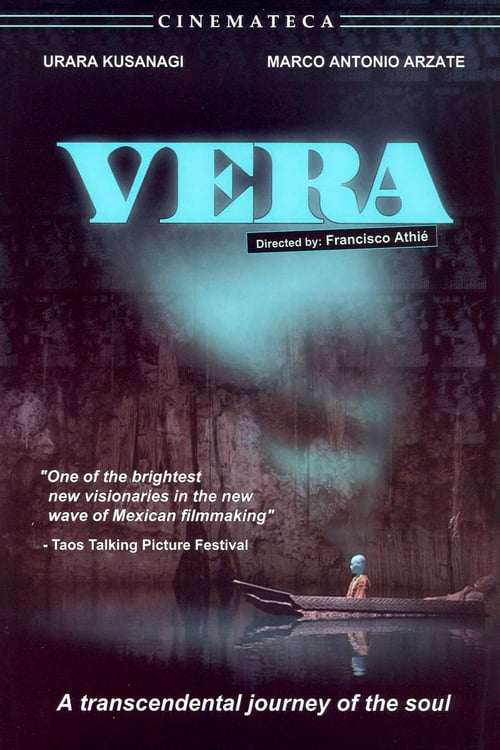 CINEMATECA
URARA KUSANAGI MARCO ANTONIO ARZATE
VERA
Directed by: Francisco Athié
"One of the brightest
new visionaries in the new
wave of Mexican filmmaking"
- Taos Talking Picture Festival
A transcendental journey of the soul